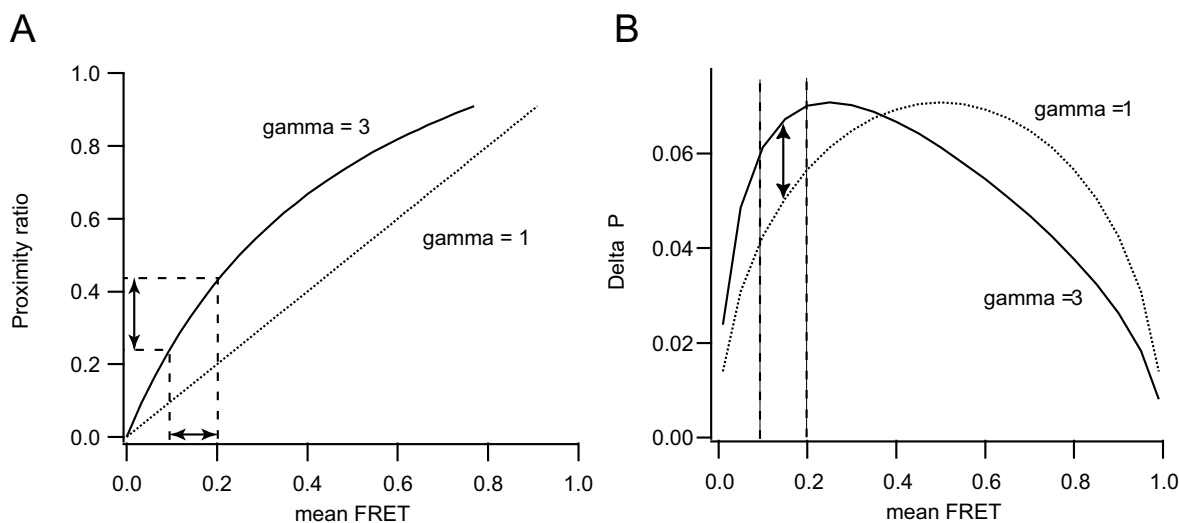 A
1.0
0.8
0.6
0.4
0.2
0.0
Proximity ratio
gamma = 3
gamma = 1
0.0 0.2 0.4 0.6 0.8 1.0
mean FRET
B
0.06
0.04
0.02
0.00
Delta P
gamma =1
gamma =3
0.0 0.2 0.4 0.6 0.8 1.0
mean FRET